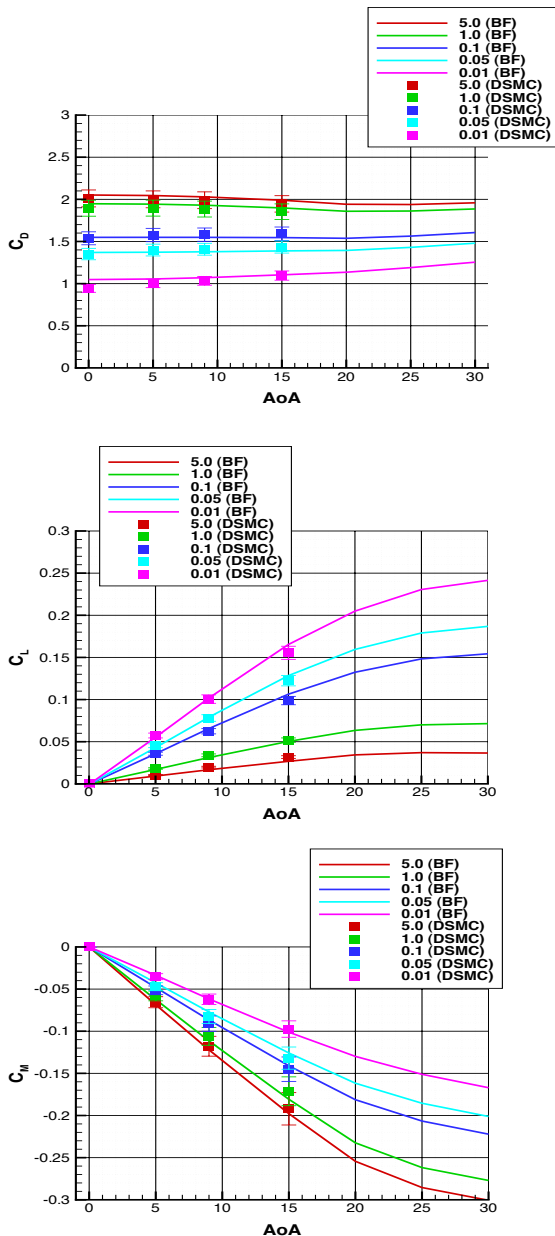 5.0 (BF)
1.0 (BF)
0.1 (BF)
0.05 (BF)
0.01 (BF)
5.0 (DSMC)
1.0 (DSMC)
0.1 (DSMC)
0.05 (DSMC)
0.01 (DSMC)
3
2.5
2
1.5
1
0.5
0
C_D
0 5 10 15 20 25 30
AoA
5.0 (BF)
1.0 (BF)
0.1 (BF)
0.05 (BF)
0.01 (BF)
5.0 (DSMC)
1.0 (DSMC)
0.1 (DSMC)
0.05 (DSMC)
0.01 (DSMC)
0.3
0.25
0.2
0.15
0.1
0.05
0
C_L
0 5 10 15 20 25 30
AoA
5.0 (BF)
1.0 (BF)
0.1 (BF)
0.05 (BF)
0.01 (BF)
5.0 (DSMC)
1.0 (DSMC)
0.1 (DSMC)
0.05 (DSMC)
0.01 (DSMC)
0
-0.05
-0.1
-0.15
-0.2
-0.25
-0.3
C_M
0 5 10 15 20 25 30
AoA